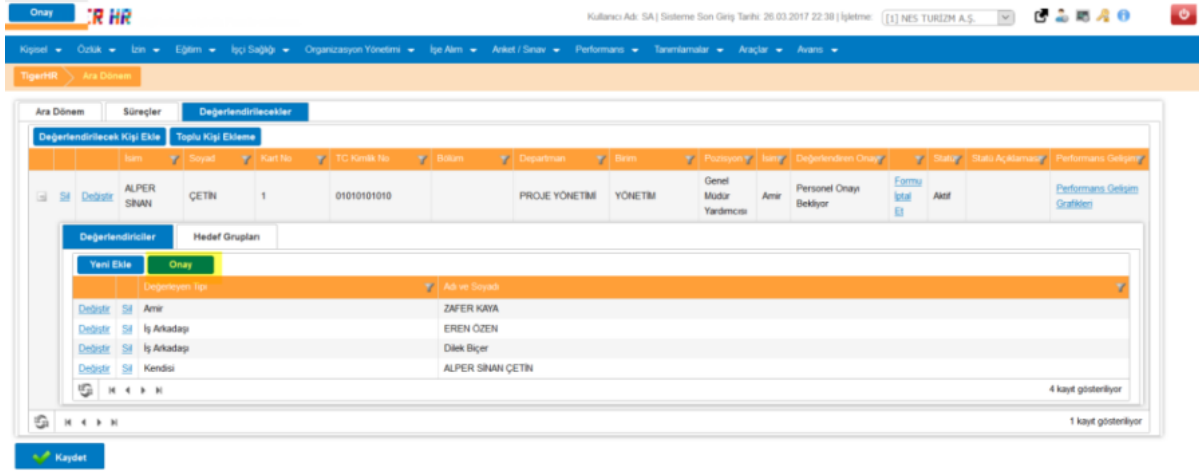 Onay
R HR
Kullanıcı Adı: SA | Sisteme Son Giriş Tarihi: 26.03.2017 22:38 | İşletme: [[1] NES TURİZM A.Ş.
Kişisel Özlük İzin Eğitim İşçi Sağlığı Organizasyon Yönetimi İşe Alım Anket / Sınav Performans Tanımlamalar Araçlar Avans
TigerHR Ara Dönem
Ara Dönem Süreçler Değerlendirilecekler
Değerlendirilecek Kişi Ekle Toplu Kişi Ekleme
İsim Soyad Kart No TC Kimlik No Bölüm Departman Birim Pozisyon İsim Değerlendiren Onay Statü Statü Açıklaması Performans Gelişim
Sil Değiştir ALPER SİNAN ÇETİN 1 01010101010 PROJE YÖNETİMİ YÖNETİM Genel Müdür Yardımcısı Amir Personel Onayı Bekliyor Formu İptal Et Aktif Performans Gelişim Grafikleri
Değerlendiriciler Hedef Grupları
Yeni Ekle Onay
Değerleyen Tipi Adı ve Soyadı
Değiştir Sil Amir ZAFER KAYA
Değiştir Sil İş Arkadaşı EREN ÖZEN
Değiştir Sil İş Arkadaşı Dilek Biçer
Değiştir Sil Kendisi ALPER SİNAN ÇETİN
4 kayıt gösteriliyor
1 kayıt gösteriliyor
Kaydet